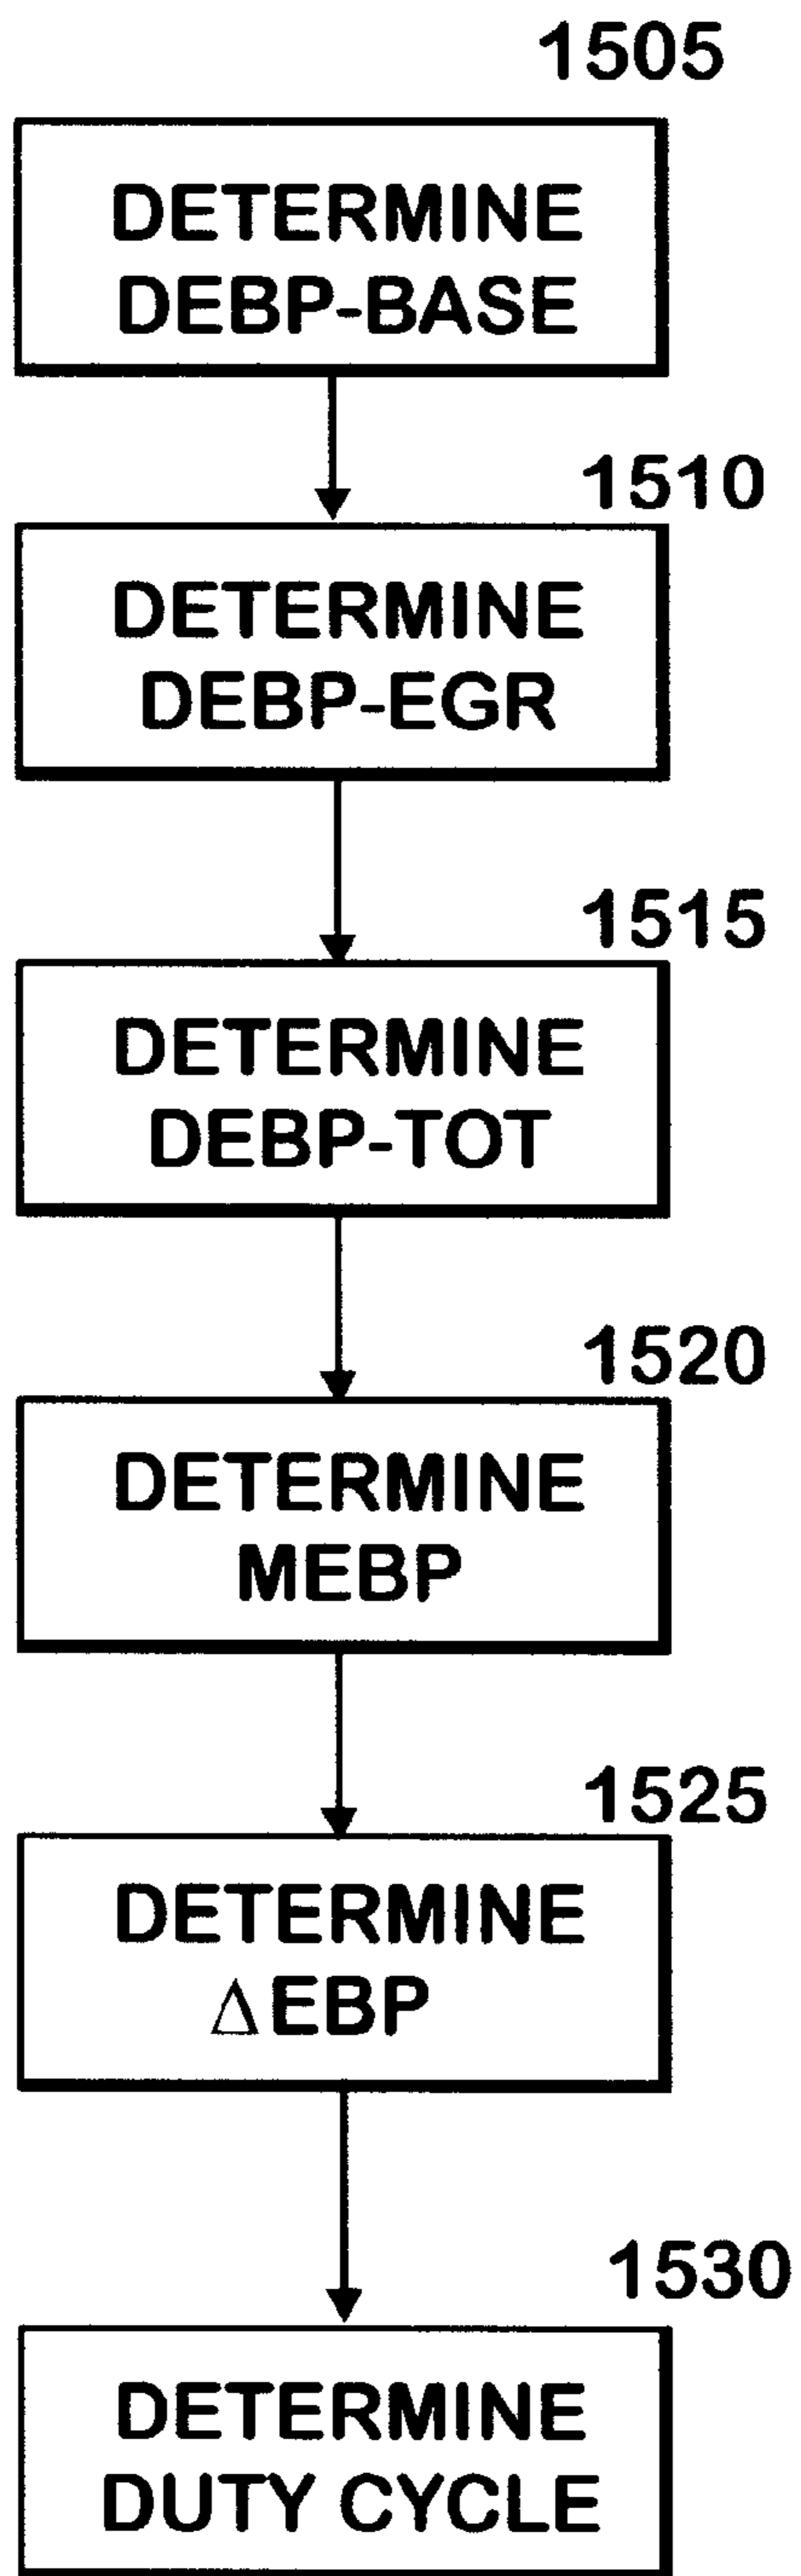 1505
DETERMINE
DEBP-BASE
1510
DETERMINE
DEBP-EGR
1515
DETERMINE
DEBP-TOT
1520
DETERMINE
MEBP
1525
DETERMINE
ΔEBP
1530
DETERMINE
DUTY CYCLE